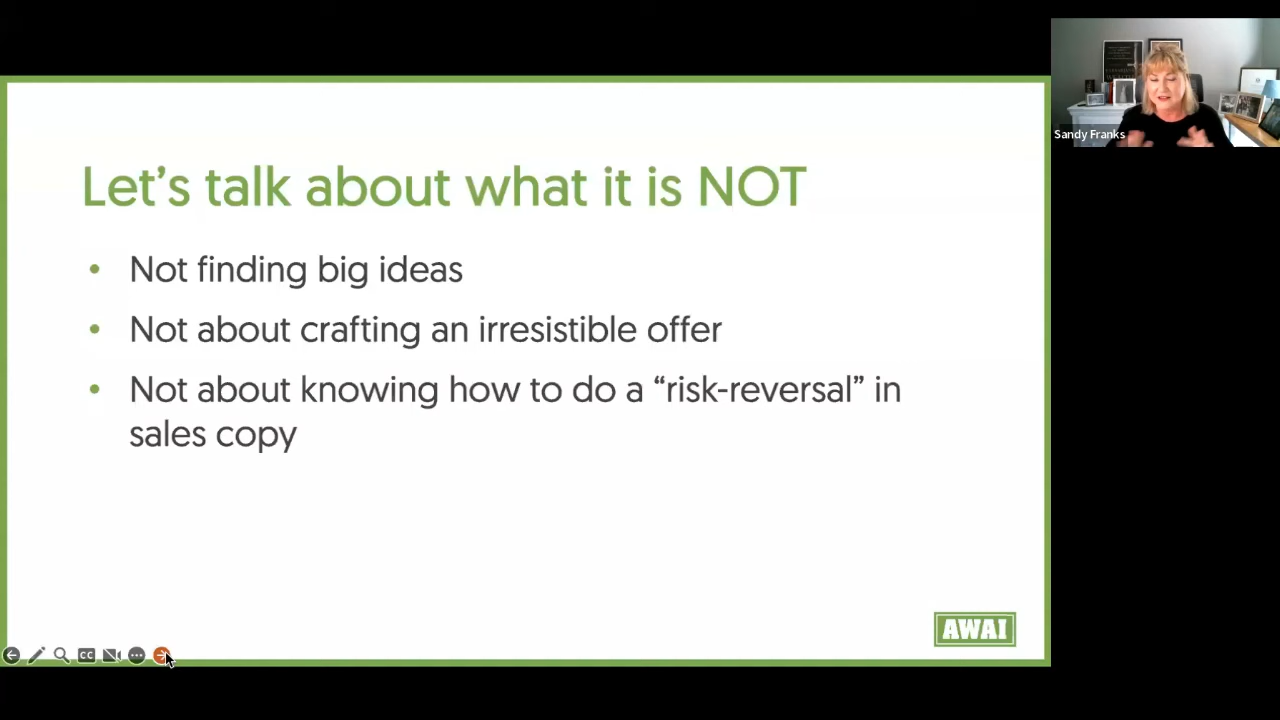 Let's talk about what it is NOT
• Not finding big ideas
• Not about crafting an irresistible offer
• Not about knowing how to do a “risk-reversal” in
sales copy
AWAI
CC
Sandy Franks